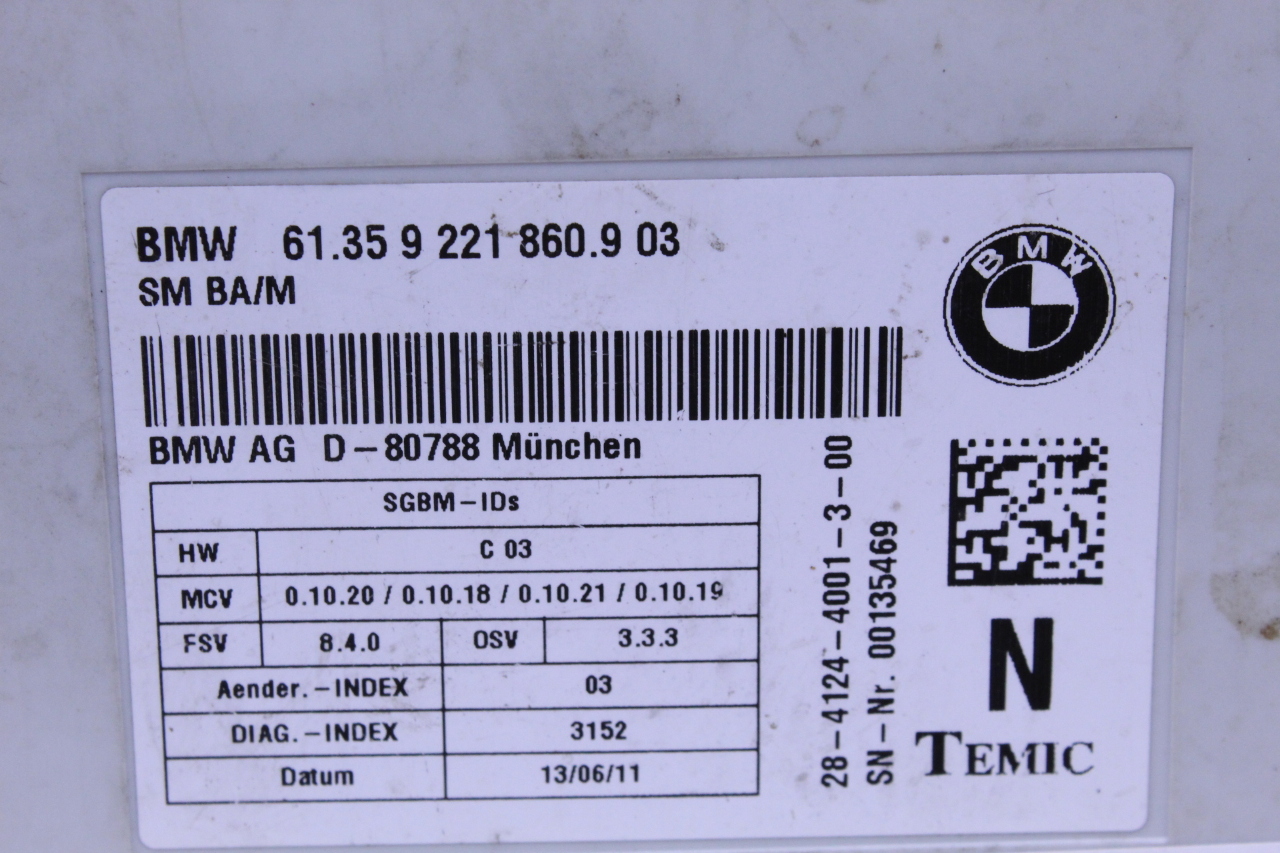 BMW 61.35 9 221 860.9 03
SM BA/M
BMW
BMW AG D-80788 München
SGBM-IDs
HW C 03
MCV 0.10.20 / 0.10.18 / 0.10.21 / 0.10.19
FSV 8.4.0 OSV 3.3.3
Aender.-INDEX 03
DIAG.-INDEX 3152
Datum 13/06/11
28-4124-4001-3-00
SN-Nr. 00135469
N
TEMIC